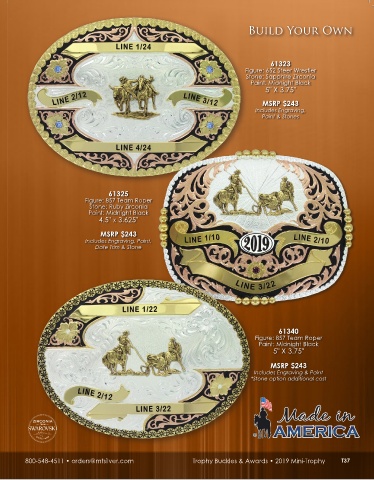 BUILD YOUR OWN
LINE 1/24
LINE 2/12
LINE 3/12
LINE 4/24
61323
Figure: 652 Steer Wrestler
Stone: Sapphire Zirconia
Paint: Midnight Black
5" X 3.75"
MSRP $243
Includes Engraving,
Paint & Stones
61325
Figure: 857 Team Roper
Stone: Ruby Zirconia
Paint: Midnight Black
4.5" x 3.625"
MSRP $243
Includes Engraving, Paint,
Date Font & Stone
LINE 1/10
2019
LINE 2/10
LINE 3/22
LINE 1/22
LINE 2/12
LINE 3/22
61340
Figure: 857 Team Roper
Paint: Midnight Black
5" X 3.75"
MSRP $243
Includes Engraving & Paint
*Stone option additional cost
ZIRCONIA
SWAROVSKI
Made in
AMERICA
800-548-4511 • orders@mtsilver.com
Trophy Buckles & Awards • 2019 Mini-Trophy
T37